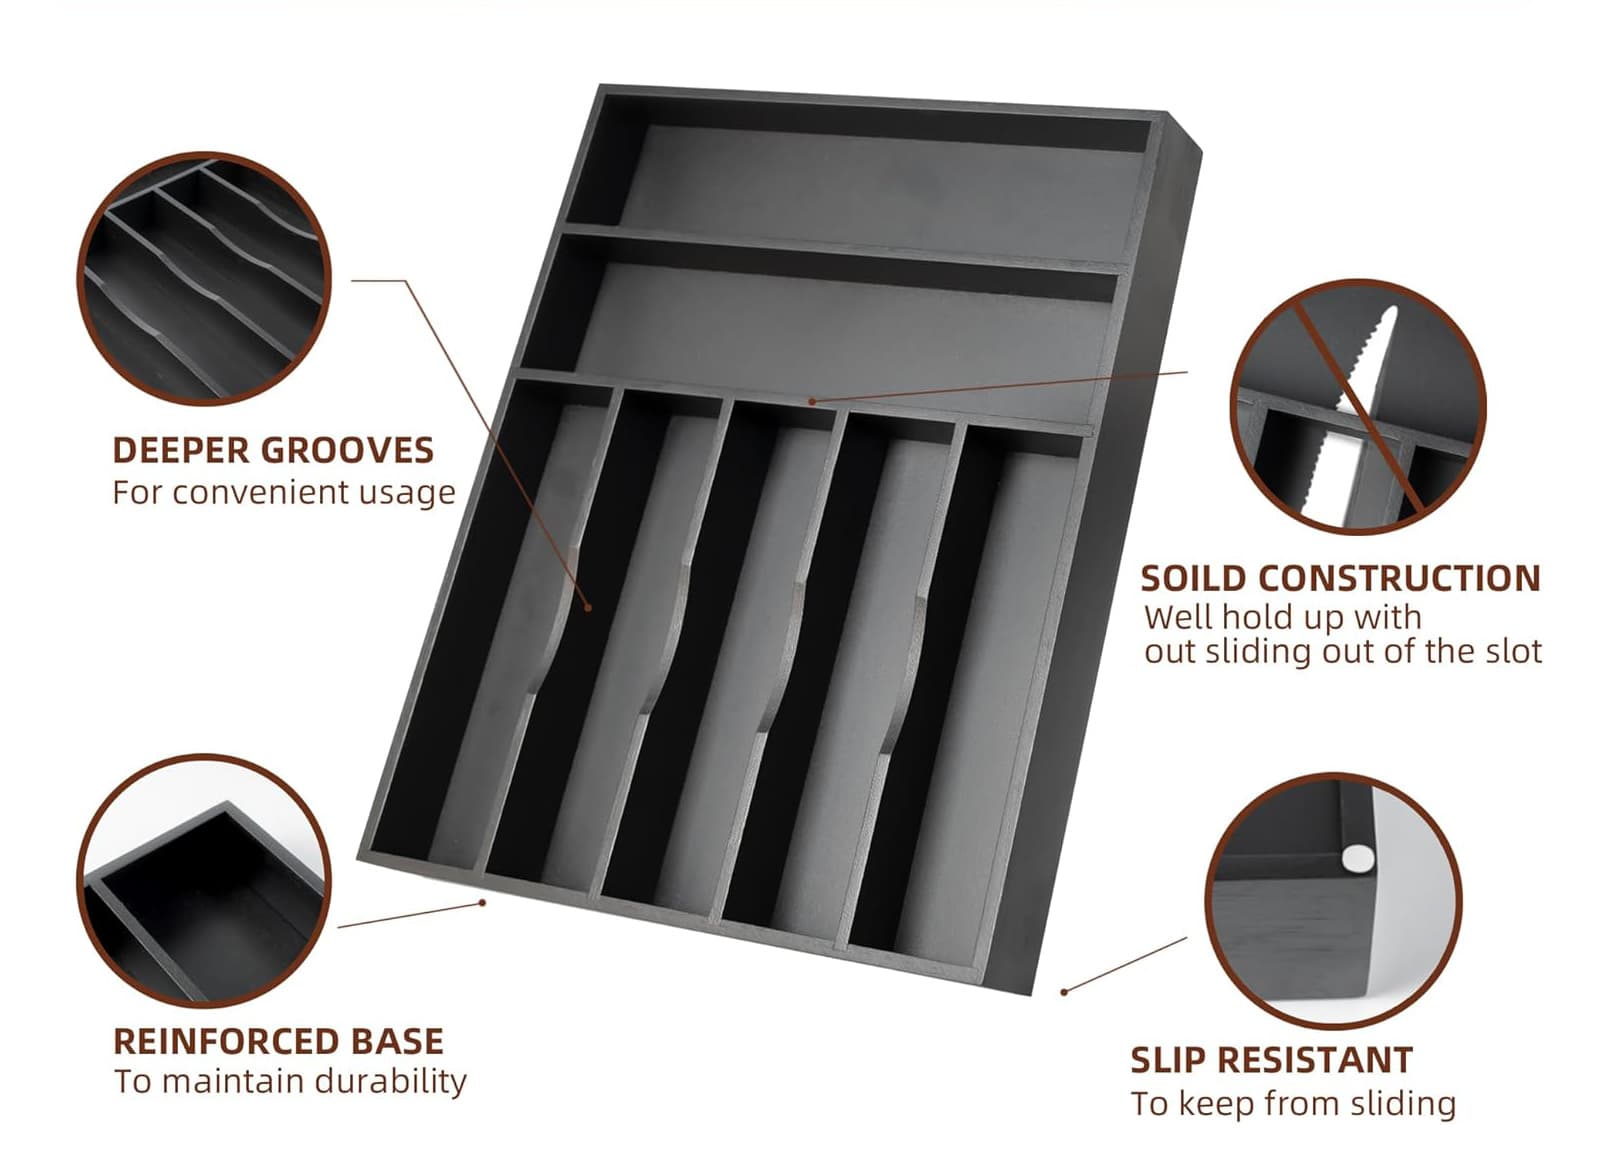 DEEPER GROOVES
For convenient usage
SOILD CONSTRUCTION
Well hold up with
out sliding out of the slot
REINFORCED BASE
To maintain durability
SLIP RESISTANT
To keep from sliding